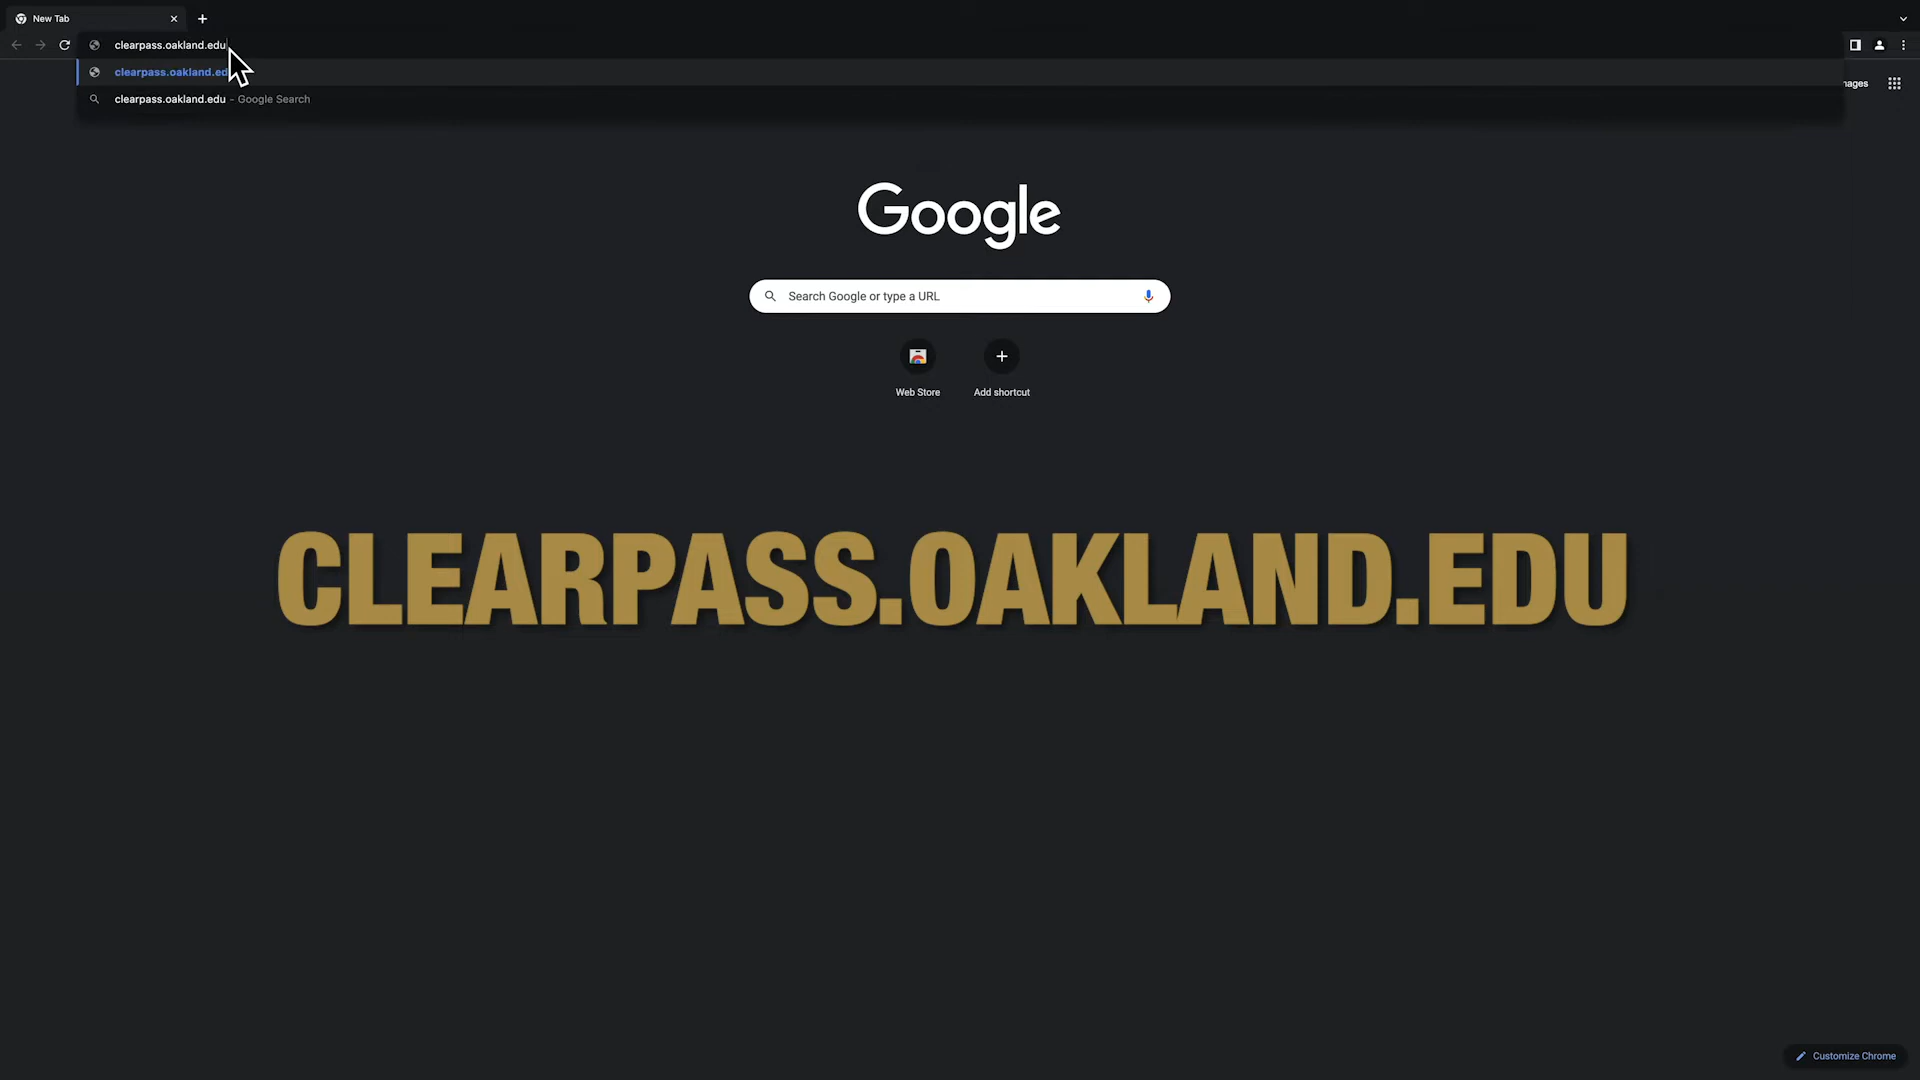 New Tab
clearpass.oakland.edu
clearpass.oakland.ed
clearpass.oakland.edu - Google Search
Google
Search Google or type a URL
Web Store
Add shortcut
CLEARPASS.OAKLAND.EDU
Customize Chrome